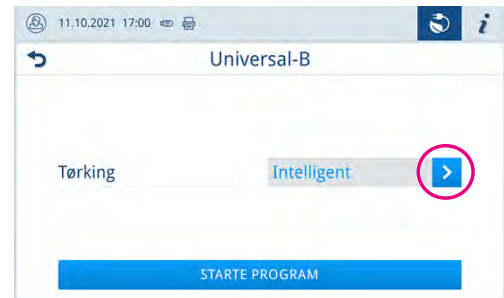 11.10.2021 17:00
i
Universal-B
Tørking
Intelligent
STARTE PROGRAM